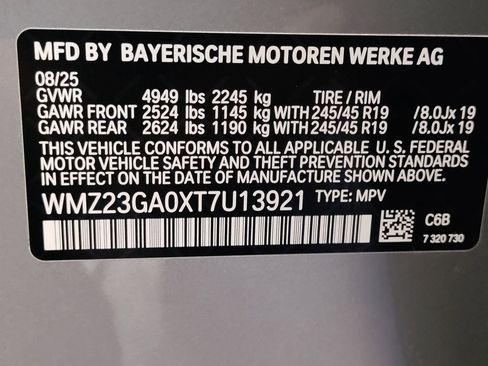 MFD BY BAYERISCHE MOTOREN WERKE AG
08/25
GVWR 4949 lbs 2245 kg TIRE / RIM
GAWR FRONT 2524 lbs 1145 kg WITH 245/45 R19 /8.0Jx 19
GAWR REAR 2624 lbs 1190 kg WITH 245/45 R19 /8.0Jx 19
THIS VEHICLE CONFORMS TO ALL APPLICABLE U.S. FEDERAL
MOTOR VEHICLE SAFETY AND THEFT PREVENTION STANDARDS
IN EFFECT ON THE DATE OF MANUFACTURE SHOWN ABOVE.
WMZ23GA0XT7U13921 TYPE: MPV
C6B
7 320 730